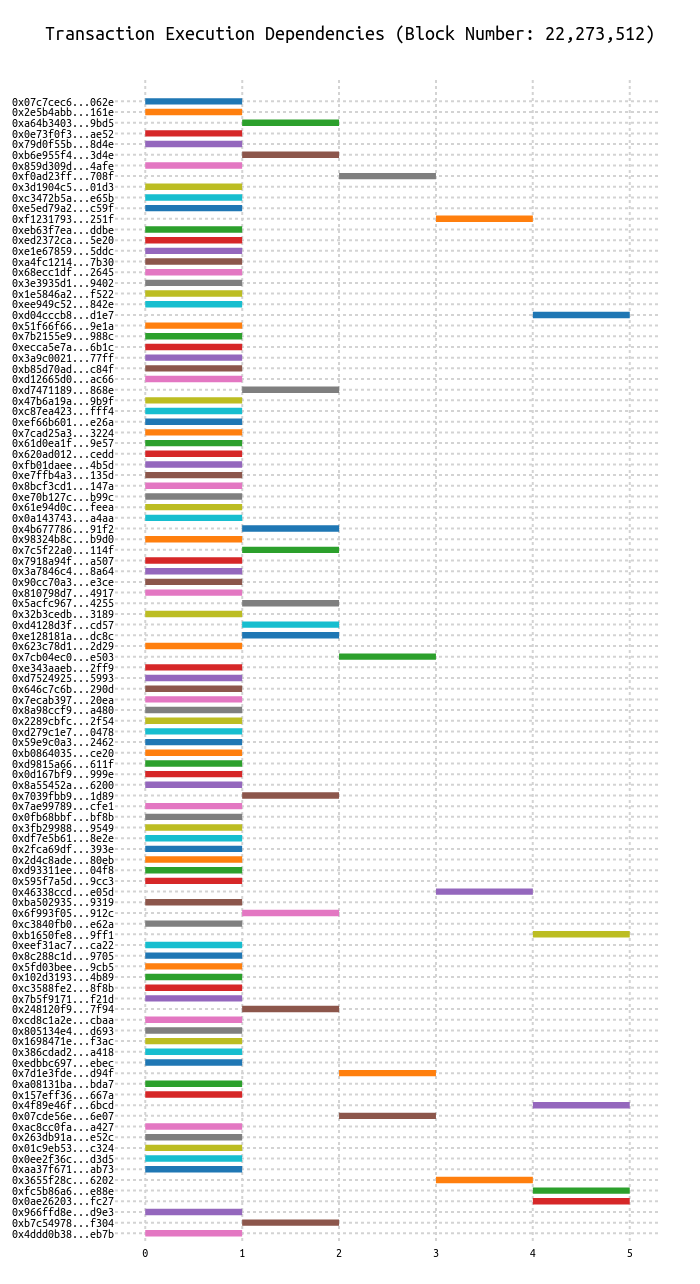 Transaction Execution Dependencies (Block Number: 22,273,512)
0x07c7cec6...062e
0x2e5b4abb...161e
0xa64b3403...9bd5
0x0e73f0f3...ae52
0x79d0f55b...8d4e
0xb6e955f4...3d4e
0x859d309d...4afe
0xf0ad23ff...708f
0x3d1904c5...01d3
0xc3472b5a...e65b
0xe5ed79a2...c59f
0xf1231793...251f
0xeb63f7ea...ddbe
0xed2372ca...5e20
0xe1e67859...5ddc
0xa4fc1214...7b30
0x68ecc1df...2645
0x3e3935d1...9402
0x1e5846a2...f522
0xee949c52...842e
0xd04cccb8...d1e7
0x51f66f66...9e1a
0x7b2155e9...988c
0xecca5e7a...6b1c
0x3a9c0021...77ff
0xb85d70ad...c84f
0xd12665d0...ac66
0xd7471189...868e
0x47b6a19a...9b9f
0xc87ea423...fff4
0xef66b601...e26a
0x7cad25a3...3224
0x61d0ea1f...9e57
0x620ad012...cedd
0xfb01daee...4b5d
0xe7ffb4a3...135d
0x8bcf3cd1...147a
0xe70b127c...b99c
0x61e94d0c...feea
0x0a143743...a4aa
0x4b677786...91f2
0x98324b8c...b9d0
0x7c5f22a0...114f
0x7918a94f...a507
0x3a7846c4...8a64
0x90cc70a3...e3ce
0x810798d7...4917
0x5acfc967...4255
0x32b3cedb...3189
0xd4128d3f...cd57
0xe128181a...dc8c
0x623c78d1...2d29
0x7cb04ec0...e503
0xe343aaeb...2ff9
0xd7524925...5993
0x646c7c6b...290d
0x7ecab397...20ea
0x8a98ccf9...a480
0x2289cbfc...2f54
0xd279c1e7...0478
0x59e9c0a3...2462
0xb0864035...ce20
0xd9815a66...611f
0x0d167bf9...999e
0x8a55452a...6200
0x7039fbb9...1d89
0x7ae99789...cfe1
0x0fb68bbf...bf8b
0x3fb29988...9549
0xdf7e5b61...8e2e
0x2fca69df...393e
0x2d4c8ade...80eb
0xd93311ee...04f8
0x595f7a5d...9cc3
0x46338ccd...e05d
0xba502935...9319
0x6f993f05...912c
0xc3840fb0...e62a
0xb1650fe8...9ff1
0xeef31ac7...ca22
0x8c288c1d...9705
0x5fd03bee...9cb5
0x102d3193...4b89
0xc3588fe2...8f8b
0x7b5f9171...f21d
0x248120f9...7f94
0xcd8c1a2e...cbaa
0x805134e4...d693
0x1698471e...f3ac
0x386cdad2...a418
0xedbbc697...ebec
0x7d1e3fde...d94f
0xa08131ba...bda7
0x157eff36...667a
0x4f89e46f...6bcd
0x07cde56e...6e07
0xac8cc0fa...a427
0x263db91a...e52c
0x01c9eb53...c324
0x0ee2f36c...d3d5
0xaa37f671...ab73
0x3655f28c...6202
0xfc5b86a6...e88e
0x0ae26203...fc27
0x966ffd8e...d9e3
0xb7c54978...f304
0x4ddd0b38...eb7b
0 1 2 3 4 5